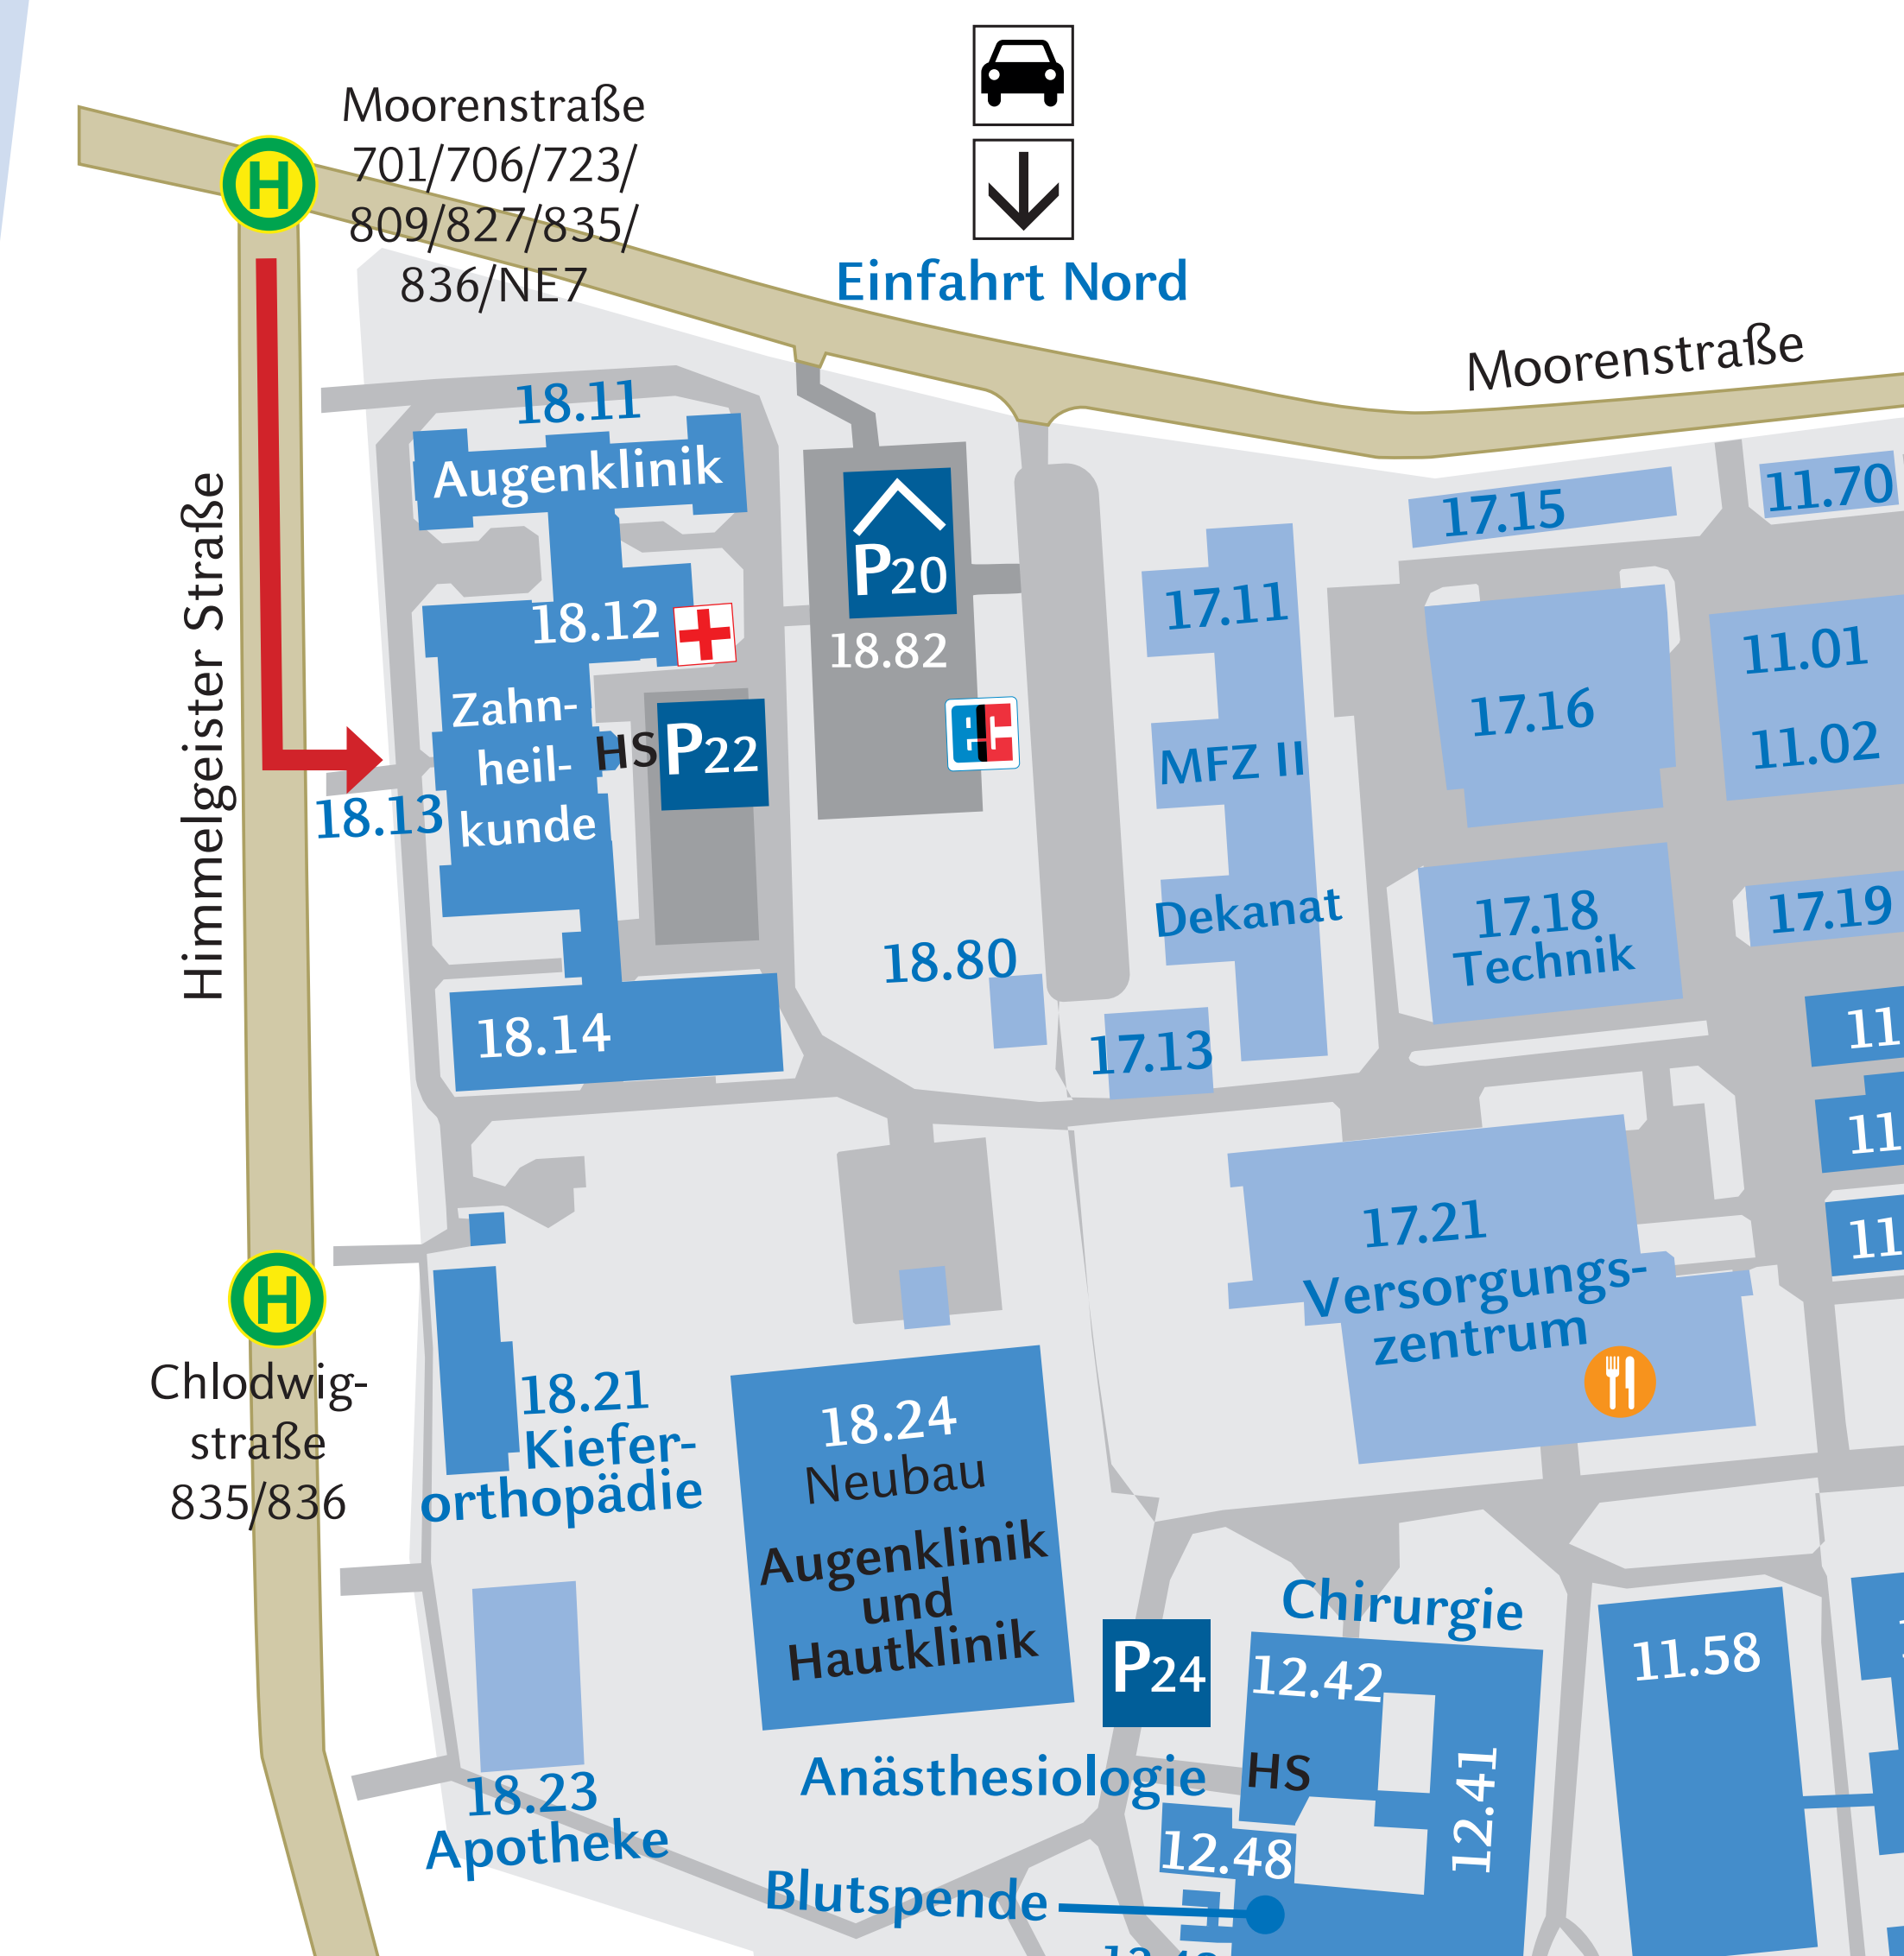 Moorenstraße
701/706/723/
809/827/835/
836/NE7
H
Einfahrt Nord
Moorenstraße
Himmelgeister Straße
18.11
Augenklinik
18.12
Zahn-
heil-
kunde
HS
P22
18.13
18.14
P20
18.82
18.80
17.11
MFZ II
Dekanat
17.13
17.15
11.70
17.16
11.01
11.02
17.18
Technik
17.19
11
11
11
17.21
Versorgungs-
zentrum
H
Chlodwig-
straße
835/836
18.21
Kiefer-
orthopädie
18.24
Neubau
Augenklinik
und
Hautklinik
18.23
Apotheke
P24
Chirurgie
12.42
HS
12.41
11.58
Anästhesiologie
12.48
Blutspende